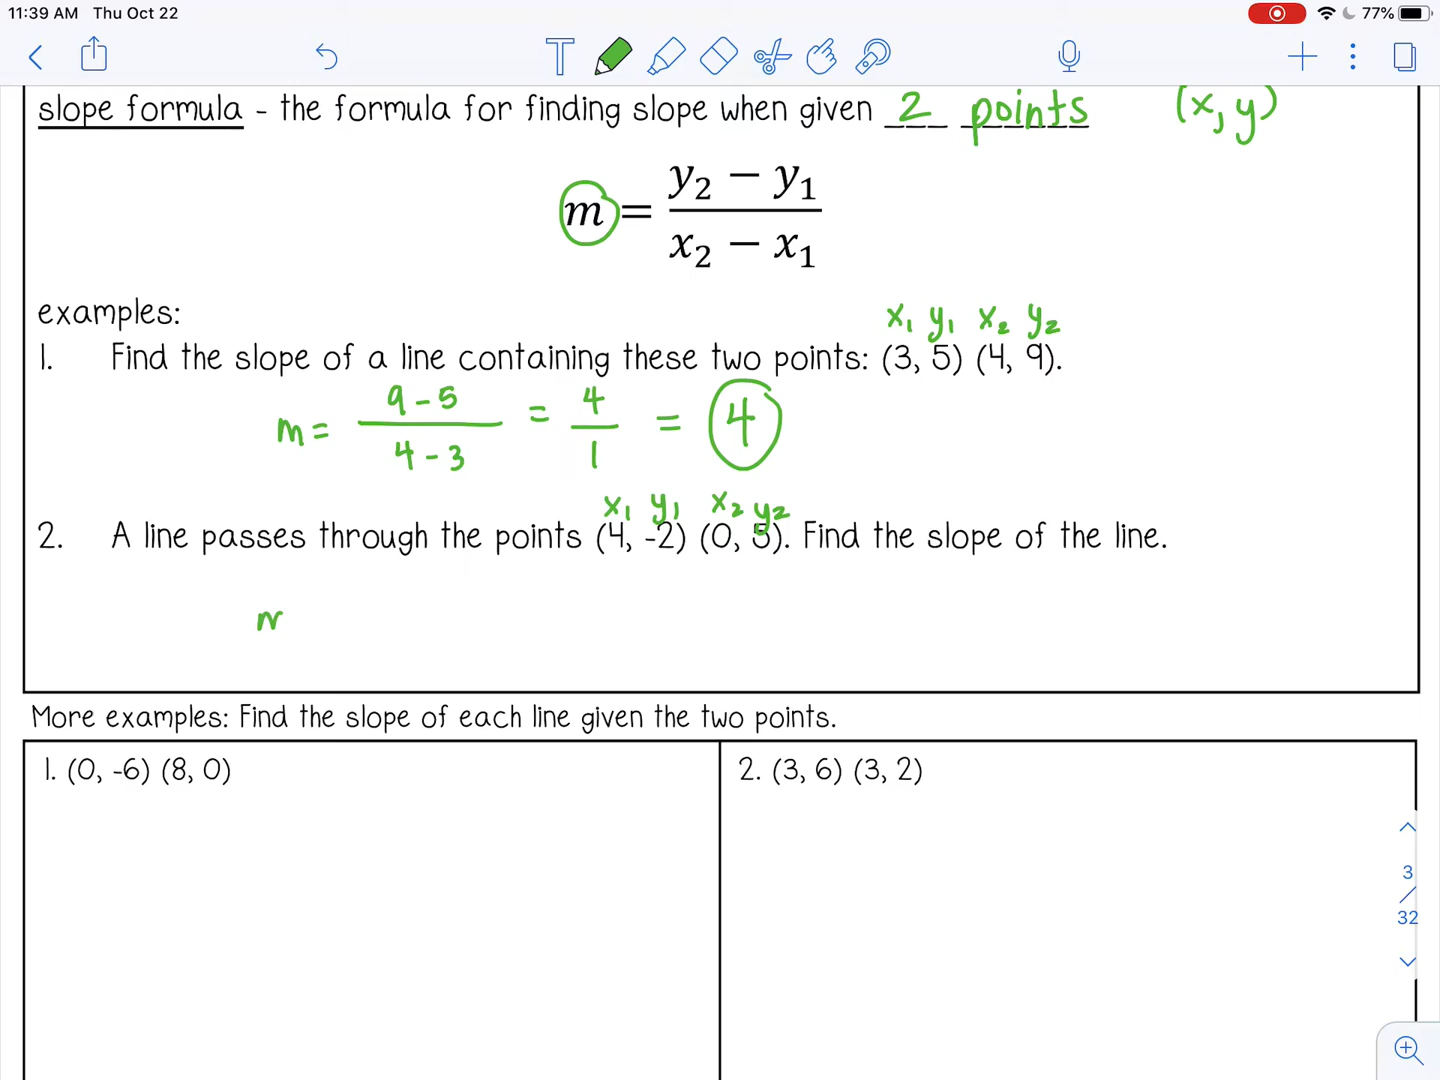 11:39 AM Thu Oct 22 77%
T
slope formula - the formula for finding slope when given 2 points (x, y)
m = y₂ − y₁ / x₂ − x₁
examples:
x₁ y₁ x₂ y₂
1. Find the slope of a line containing these two points: (3, 5) (4, 9).
m = 9 - 5 / 4 - 3 = 4 / 1 = 4
x₁ y₁ x₂ y₂
2. A line passes through the points (4, -2) (0, 5). Find the slope of the line.
More examples: Find the slope of each line given the two points.
1. (0, -6) (8, 0)
2. (3, 6) (3, 2)
3 / 32